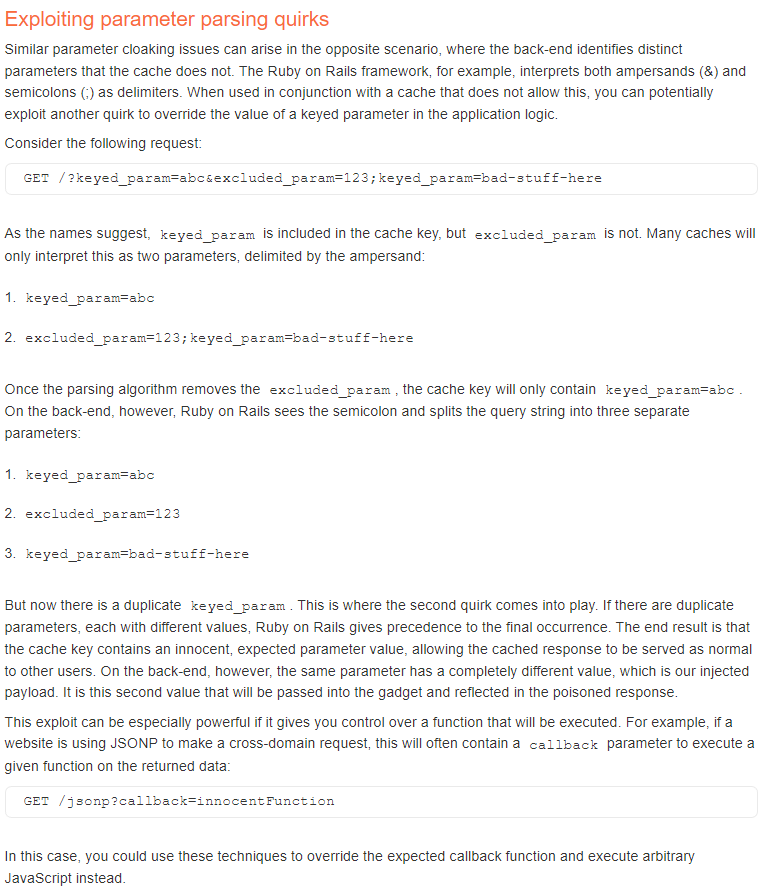 Exploiting parameter parsing quirks
Similar parameter cloaking issues can arise in the opposite scenario, where the back-end identifies distinct
parameters that the cache does not. The Ruby on Rails framework, for example, interprets both ampersands (&) and
semicolons (;) as delimiters. When used in conjunction with a cache that does not allow this, you can potentially
exploit another quirk to override the value of a keyed parameter in the application logic.
Consider the following request:
GET /?keyed_param=abc&excluded_param=123;keyed_param=bad-stuff-here
As the names suggest, keyed_param is included in the cache key, but excluded_param is not. Many caches will
only interpret this as two parameters, delimited by the ampersand:
1. keyed_param=abc
2. excluded_param=123;keyed_param=bad-stuff-here
Once the parsing algorithm removes the excluded_param , the cache key will only contain keyed_param=abc .
On the back-end, however, Ruby on Rails sees the semicolon and splits the query string into three separate
parameters:
1. keyed_param=abc
2. excluded_param=123
3. keyed_param=bad-stuff-here
But now there is a duplicate keyed_param . This is where the second quirk comes into play. If there are duplicate
parameters, each with different values, Ruby on Rails gives precedence to the final occurrence. The end result is that
the cache key contains an innocent, expected parameter value, allowing the cached response to be served as normal
to other users. On the back-end, however, the same parameter has a completely different value, which is our injected
payload. It is this second value that will be passed into the gadget and reflected in the poisoned response.
This exploit can be especially powerful if it gives you control over a function that will be executed. For example, if a
website is using JSONP to make a cross-domain request, this will often contain a callback parameter to execute a
given function on the returned data:
GET /jsonp?callback=innocentFunction
In this case, you could use these techniques to override the expected callback function and execute arbitrary
JavaScript instead.